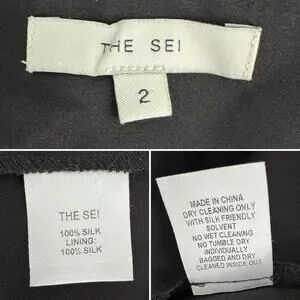 THE SEI
2
THE SEI
100% SILK
LINING:
100% SILK
MADE IN CHINA
DRY CLEANING ONLY
WITH SILK FRIENDLY
SOLVENT
NO WET CLEANING
NO TUMBLE DRY
INDIVIDUALLY
BAGGED AND DRY
CLEANED INSIDE OUT